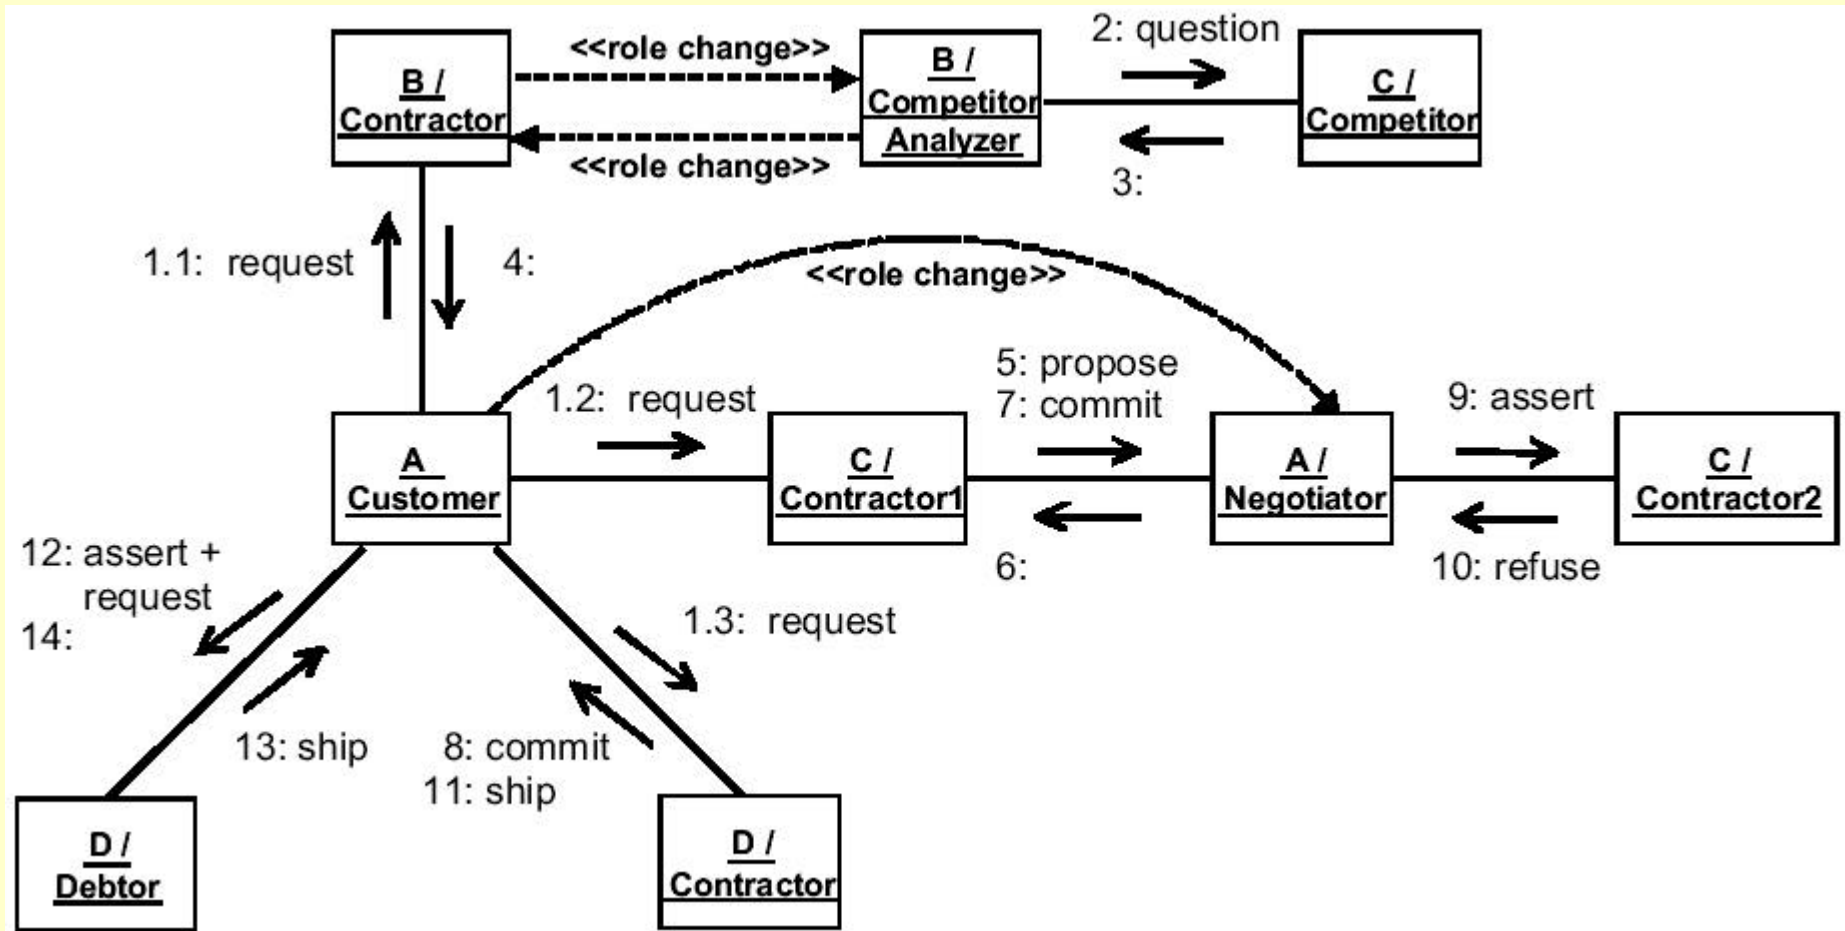 B /
Contractor
<<role change>>
<<role change>>
B /
Competitor
Analyzer
2: question
3:
C /
Competitor
1.1: request
4:
<<role change>>
A
Customer
1.2: request
C /
Contractor1
5: propose
7: commit
6:
A /
Negotiator
9: assert
10: refuse
C /
Contractor2
12: assert +
request
14:
13: ship
1.3: request
8: commit
11: ship
D /
Debtor
D /
Contractor